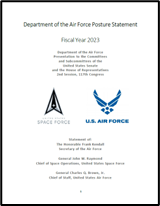 Department of the Air Force Posture Statement
Fiscal Year 2023
Department of the Air Force
Presentation to the Committees
and Subcommittees of the
United States Senate
and the House of Representatives
2nd Session, 117th Congress
SPACE FORCE
U.S. AIR FORCE
Statement of:
The Honorable Frank Kendall
Secretary of the Air Force
General John W. Raymond
Chief of Space Operations, United States Space Force
General Charles Q. Brown, Jr.
Chief of Staff, United States Air Force